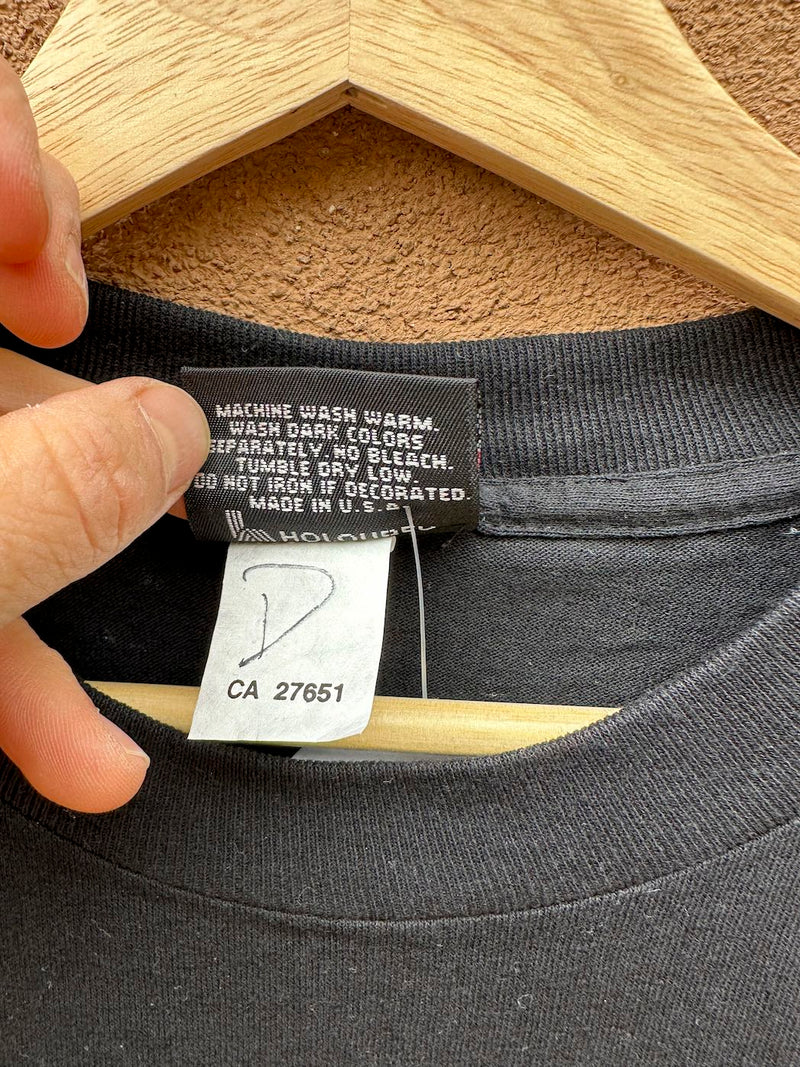 MACHINE WASH WARM.
WASH DARK COLORS
SEPARATELY. NO BLEACH.
TUMBLE DRY LOW.
DO NOT IRON IF DECORATED.
MADE IN U.S.A.
D
CA 27651